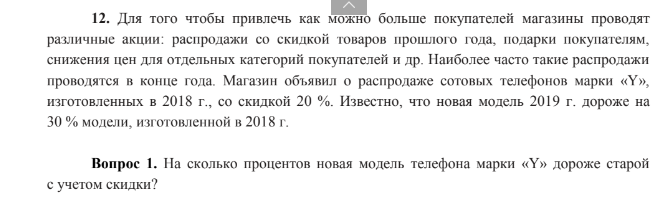 12. Для того чтобы привлечь как можно больше покупателей магазины проводят
различные акции: распродажи со скидкой товаров прошлого года, подарки покупателям,
снижения цен для отдельных категорий покупателей и др. Наиболее часто такие распродажи
проводятся в конце года. Магазин объявил о распродаже сотовых телефонов марки «Y»,
изготовленных в 2018 г., со скидкой 20 %. Известно, что новая модель 2019 г. дороже на
30 % модели, изготовленной в 2018 г.
Вопрос 1. На сколько процентов новая модель телефона марки «Y» дороже старой
с учетом скидки?